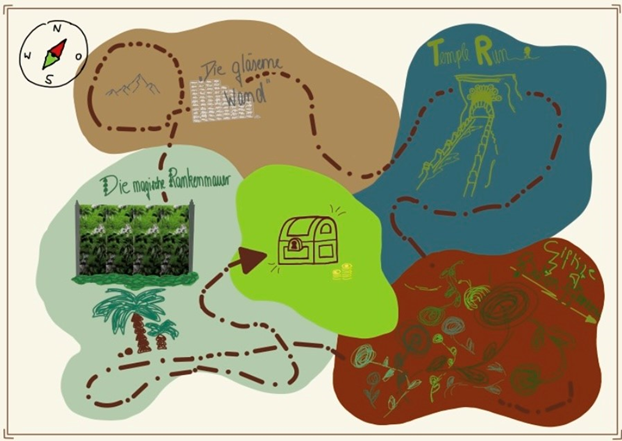 N
W O
S
„Die gläserne
Wand“
Temple Run
Die magische Rankenmauer